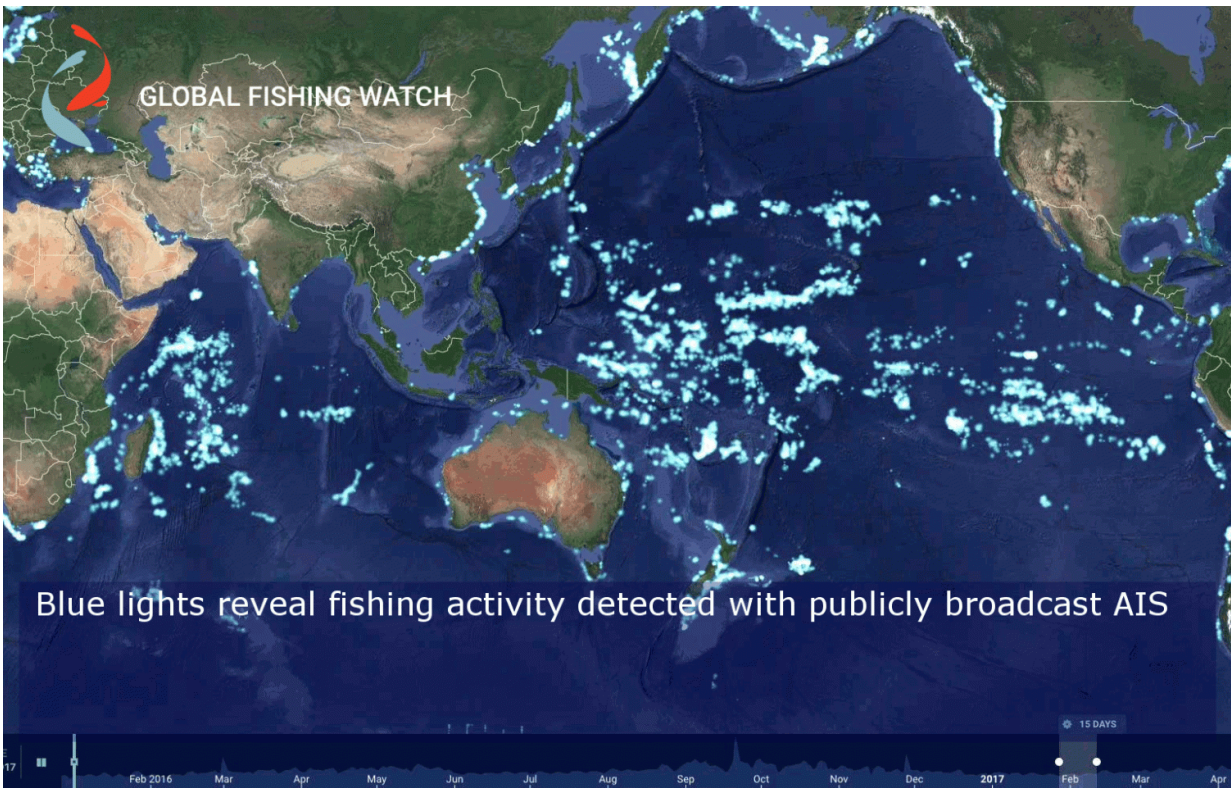 GLOBAL FISHING WATCH
Blue lights reveal fishing activity detected with publicly broadcast AIS
15 DAYS
Feb 2016 Mar Apr May Jun Jul Aug Sep Oct Nov Dec 2017 Feb Mar Apr